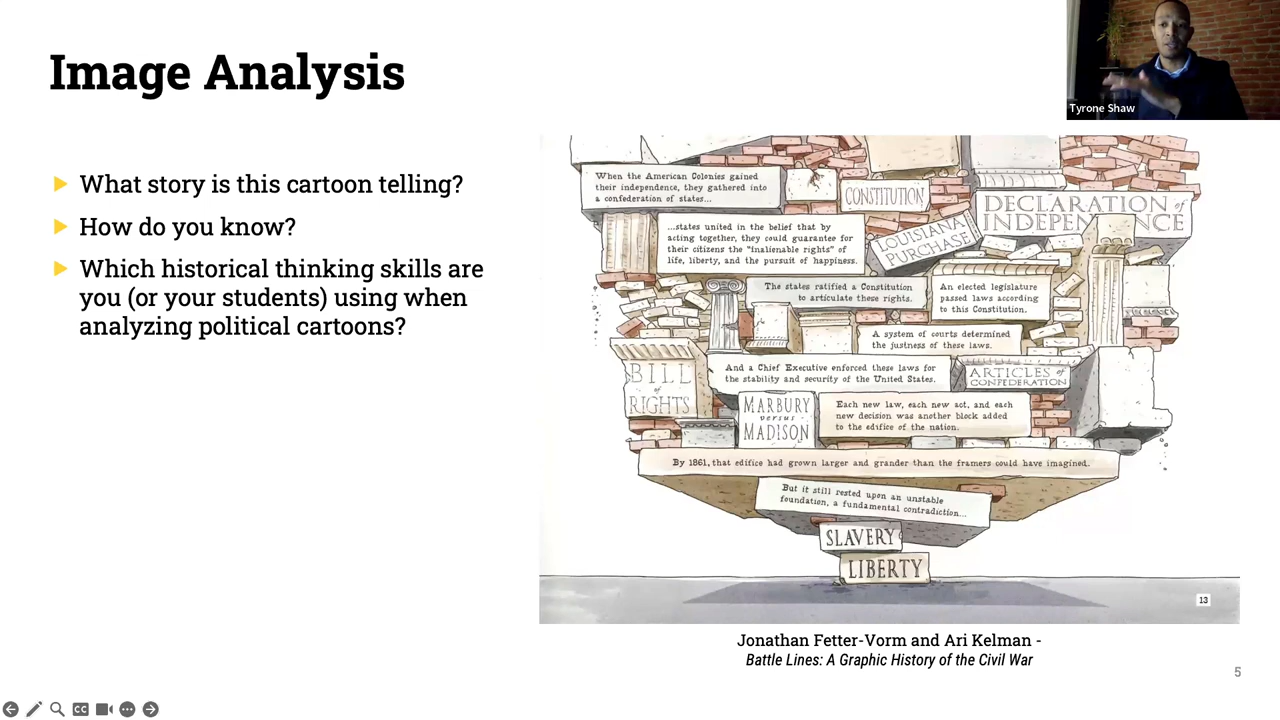 Image Analysis
Tyrone Shaw
What story is this cartoon telling?
How do you know?
Which historical thinking skills are
you (or your students) using when
analyzing political cartoons?
When the American Colonies gained
their independence, they gathered into
a confederation of states...
CONSTITUTION
DECLARATION of
INDEPENDENCE
...states united in the belief that by
acting together, they could guarantee for
their citizens the "inalienable rights" of
life, liberty, and the pursuit of happiness.
LOUISIANA
PURCHASE
The states ratified a Constitution
to articulate these rights.
An elected legislature
passed laws according
to this Constitution.
A system of courts determined
the justness of these laws.
And a Chief Executive enforced these laws for
the stability and security of the United States.
ARTICLES of
CONFEDERATION
BILL
of
RIGHTS
MARBURY
versus
MADISON
Each new law, each new act, and each
new decision was another block added
to the edifice of the nation.
By 1861, that edifice had grown larger and grander than the framers could have imagined.
But it still rested upon an unstable
foundation, a fundamental contradiction...
SLAVERY
LIBERTY
13
Jonathan Fetter-Vorm and Ari Kelman -
Battle Lines: A Graphic History of the Civil War
5
CC